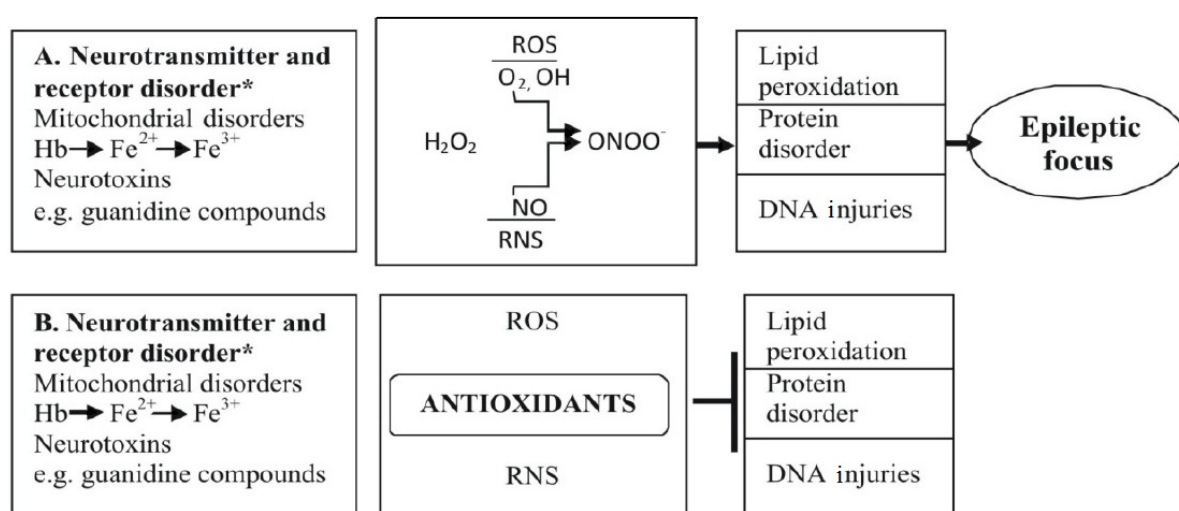 A. Neurotransmitter and
receptor disorder*
Mitochondrial disorders
Hb→ Fe²⁺→Fe³⁺
Neurotoxins
e.g. guanidine compounds
ROS
O₂, OH
H₂O₂
ONOO⁻
NO
RNS
Lipid
peroxidation
Protein
disorder
DNA injuries
Epileptic
focus
B. Neurotransmitter and
receptor disorder*
Mitochondrial disorders
Hb→ Fe²⁺→ Fe³⁺
Neurotoxins
e.g. guanidine compounds
ROS
ANTIOXIDANTS
RNS
Lipid
peroxidation
Protein
disorder
DNA injuries